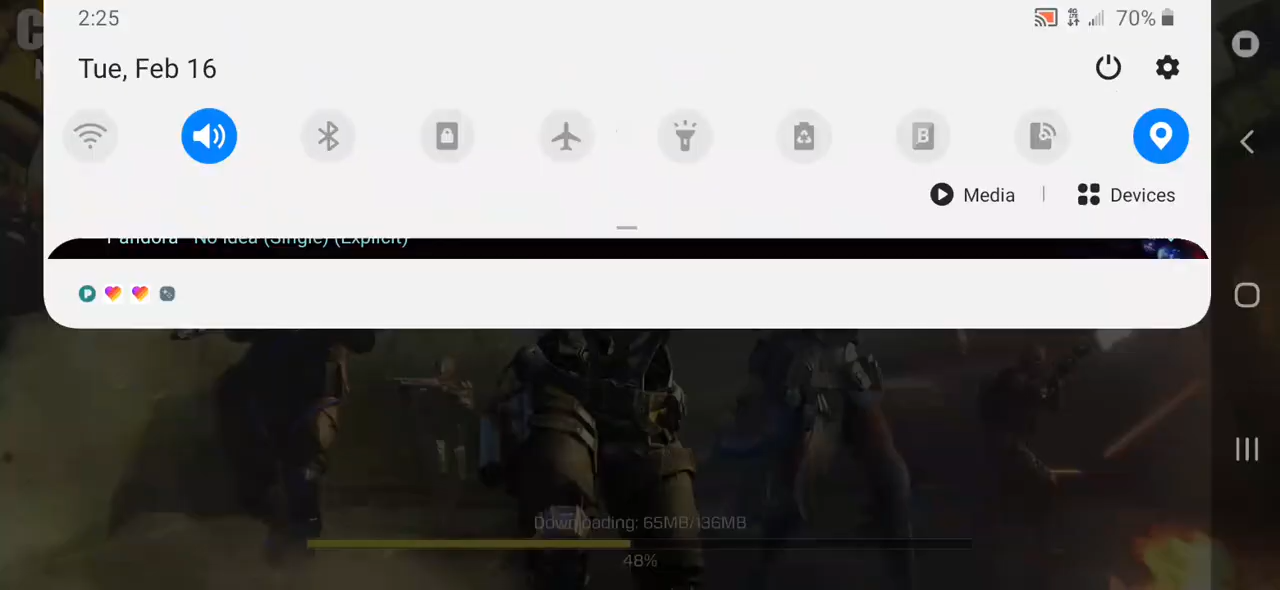 2:25
70%
Tue, Feb 16
Media | Devices
Pandora - No Idea (Single) (Explicit)
Downloading: 65MB/136MB
48%